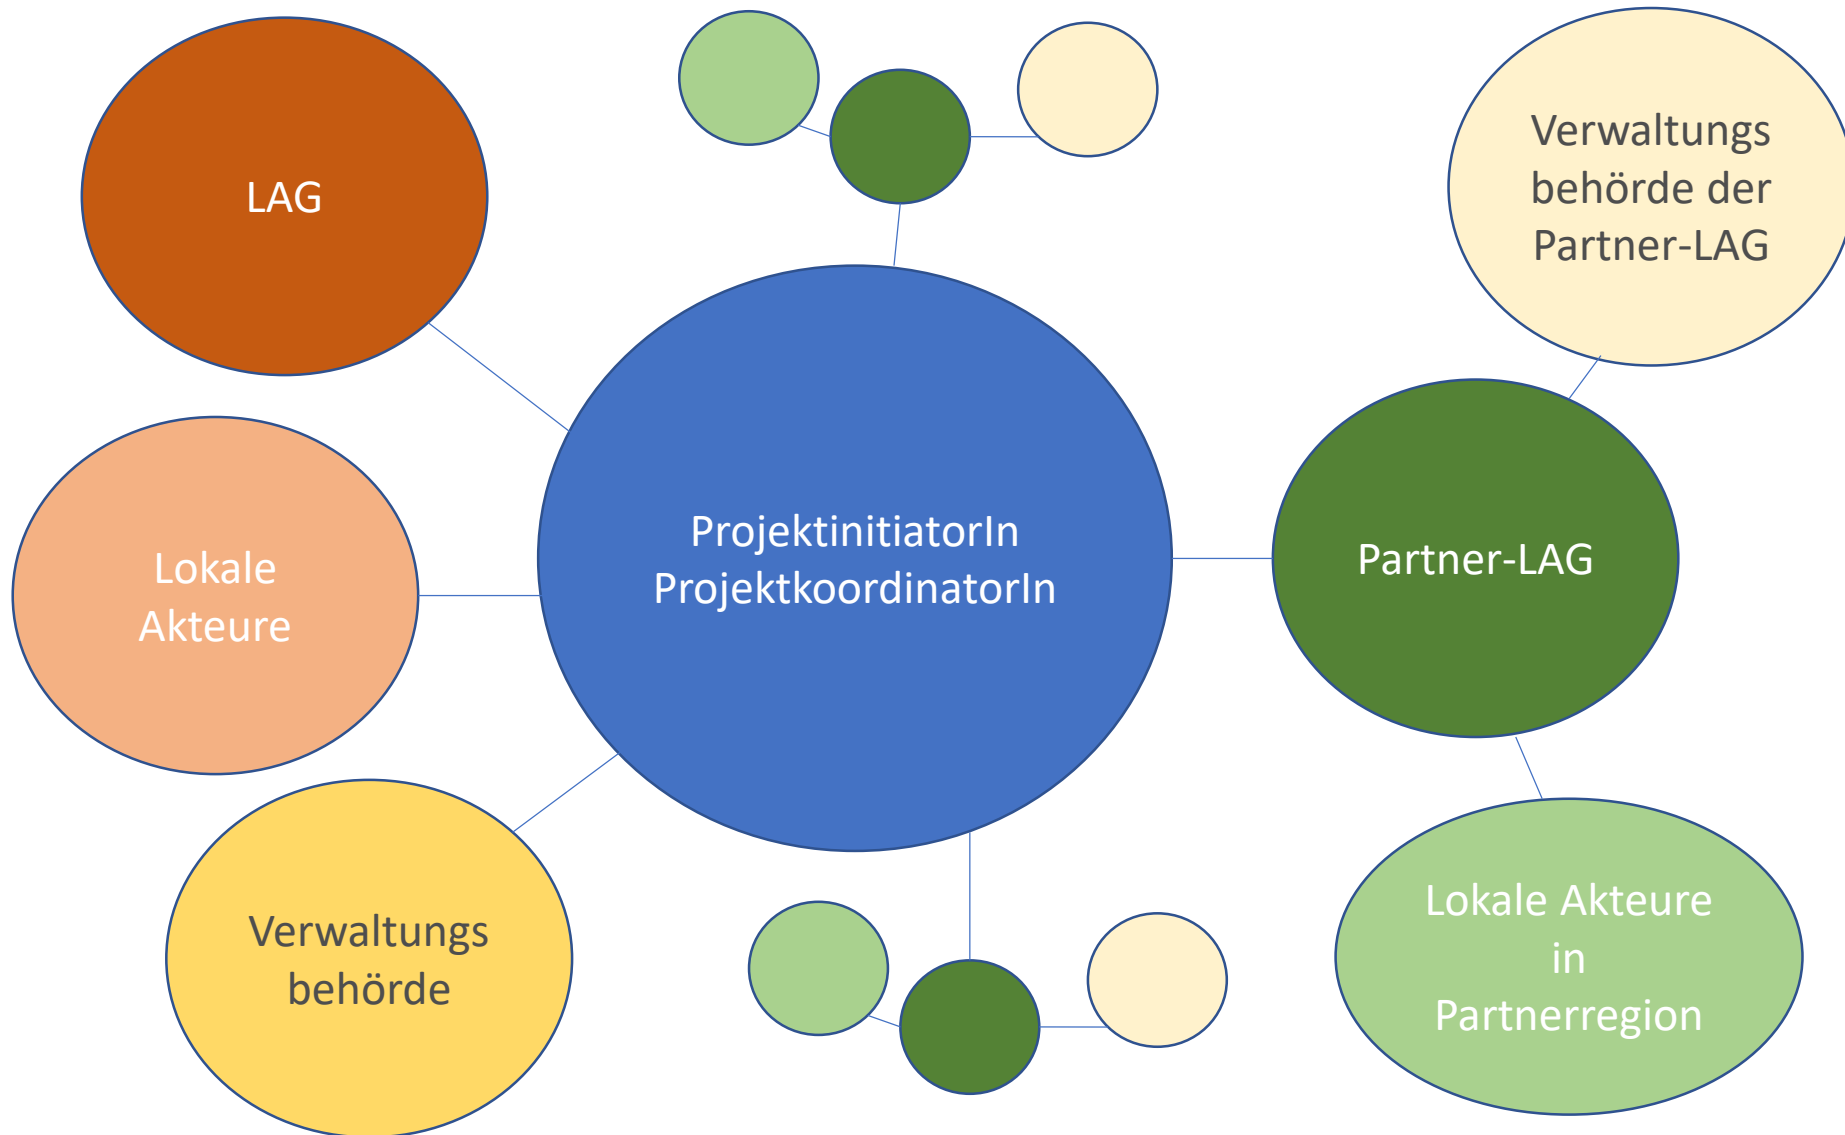 LAG
Verwaltungs
behörde der
Partner-LAG
ProjektinitiatorIn
ProjektkoordinatorIn
Partner-LAG
Lokale
Akteure
Verwaltungs
behörde
Lokale Akteure
in
Partnerregion